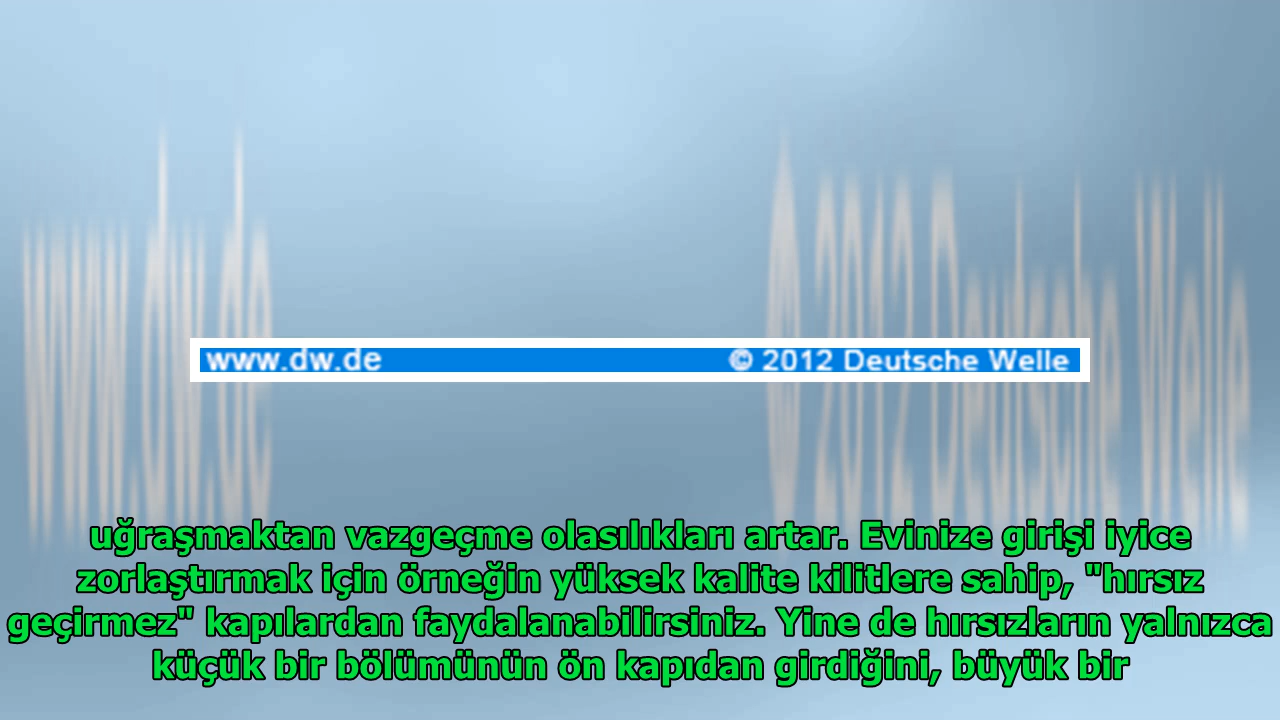 www.dw.de © 2012 Deutsche Welle
uğraşmaktan vazgeçme olasılıkları artar. Evinize girişi iyice
zorlaştırmak için örneğin yüksek kalite kilitlere sahip, "hırsız
geçirmez" kapılardan faydalanabilirsiniz. Yine de hırsızların yalnızca
küçük bir bölümünün ön kapıdan girdiğini, büyük bir